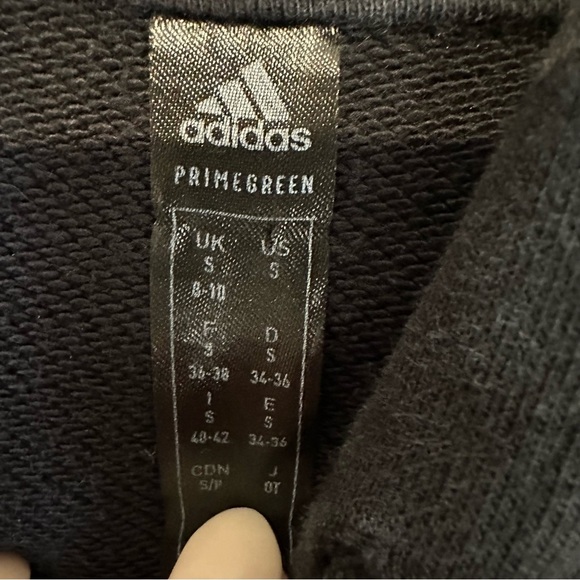 adidas
PRIMEGREEN
UK US
S S
8-10
F D
S S
36-38 34-36
I E
S S
40-42 34-36
CDN J
S/P OT